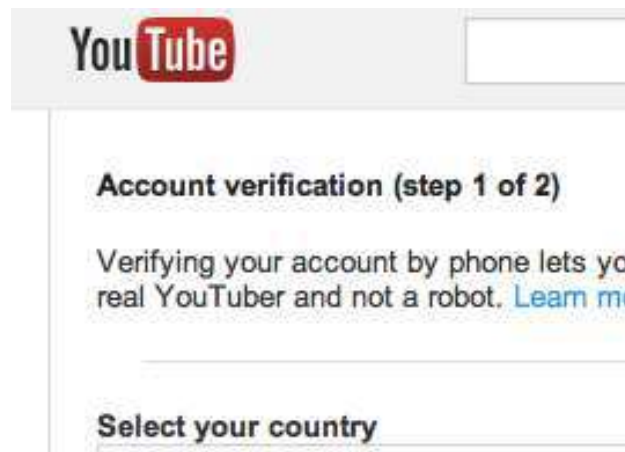 YouTube
Account verification (step 1 of 2)
Verifying your account by phone lets
real YouTuber and not a robot. Learn
Select your country